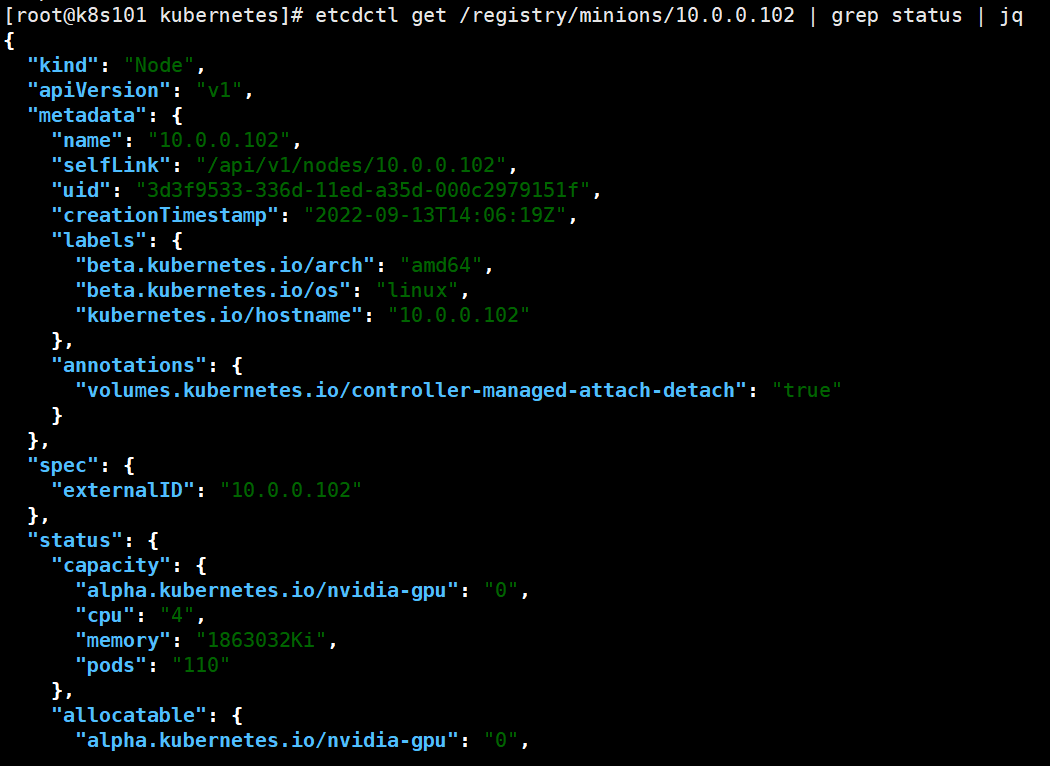 [root@k8s101 kubernetes]# etcdctl get /registry/minions/10.0.0.102 | grep status | jq
{
  "kind": "Node",
  "apiVersion": "v1",
  "metadata": {
    "name": "10.0.0.102",
    "selfLink": "/api/v1/nodes/10.0.0.102",
    "uid": "3d3f9533-336d-11ed-a35d-000c2979151f",
    "creationTimestamp": "2022-09-13T14:06:19Z",
    "labels": {
      "beta.kubernetes.io/arch": "amd64",
      "beta.kubernetes.io/os": "linux",
      "kubernetes.io/hostname": "10.0.0.102"
    },
    "annotations": {
      "volumes.kubernetes.io/controller-managed-attach-detach": "true"
    }
  },
  "spec": {
    "externalID": "10.0.0.102"
  },
  "status": {
    "capacity": {
      "alpha.kubernetes.io/nvidia-gpu": "0",
      "cpu": "4",
      "memory": "1863032Ki",
      "pods": "110"
    },
    "allocatable": {
      "alpha.kubernetes.io/nvidia-gpu": "0",